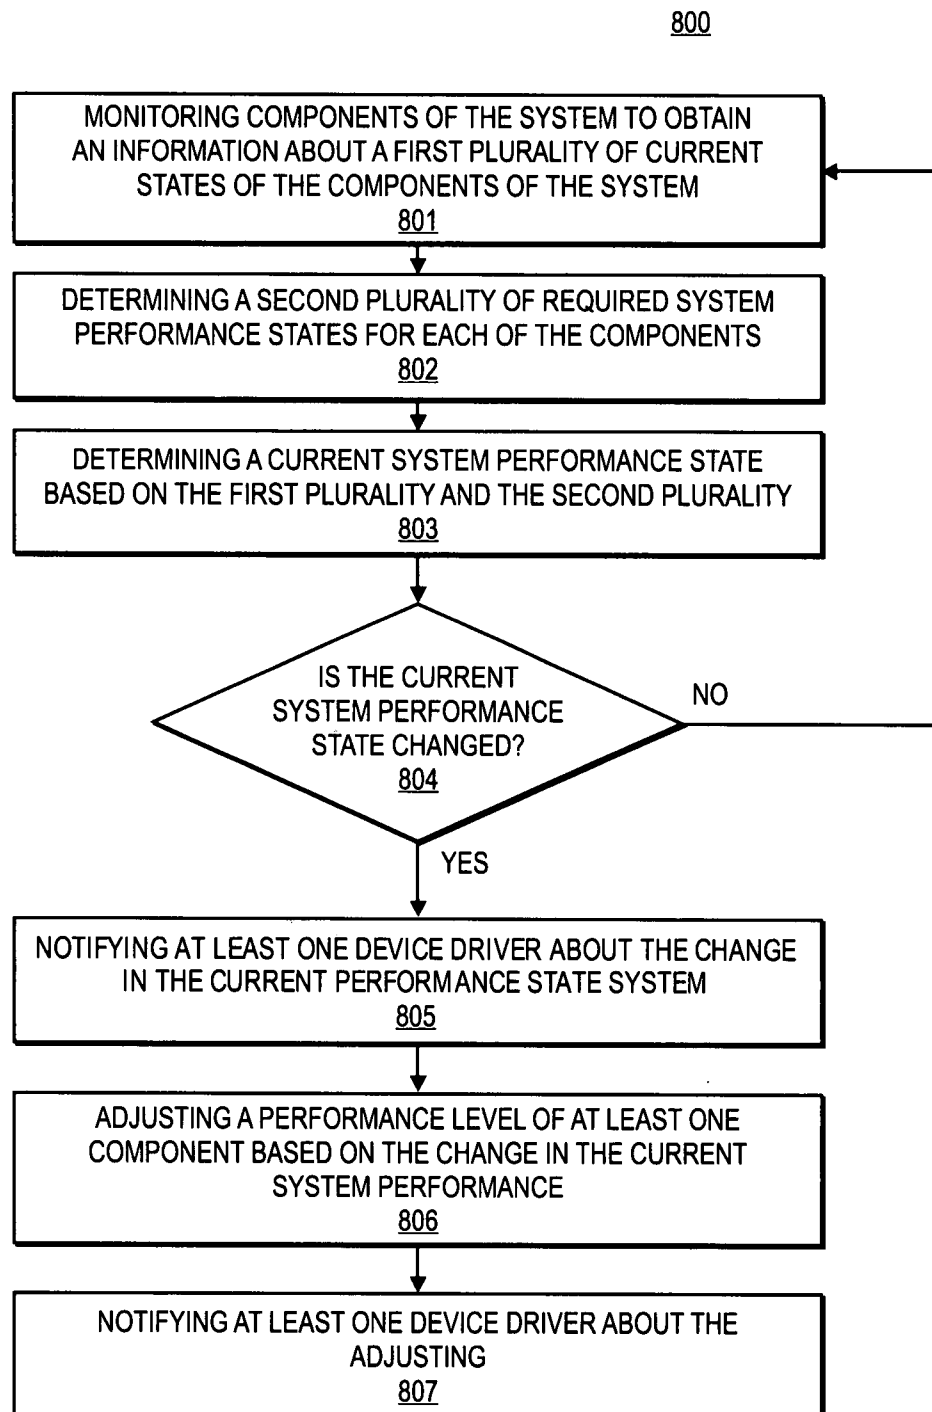 800
MONITORING COMPONENTS OF THE SYSTEM TO OBTAIN
AN INFORMATION ABOUT A FIRST PLURALITY OF CURRENT
STATES OF THE COMPONENTS OF THE SYSTEM
801
DETERMINING A SECOND PLURALITY OF REQUIRED SYSTEM
PERFORMANCE STATES FOR EACH OF THE COMPONENTS
802
DETERMINING A CURRENT SYSTEM PERFORMANCE STATE
BASED ON THE FIRST PLURALITY AND THE SECOND PLURALITY
803
IS THE CURRENT
SYSTEM PERFORMANCE
STATE CHANGED?
804
NO
YES
NOTIFYING AT LEAST ONE DEVICE DRIVER ABOUT THE CHANGE
IN THE CURRENT PERFORMANCE STATE SYSTEM
805
ADJUSTING A PERFORMANCE LEVEL OF AT LEAST ONE
COMPONENT BASED ON THE CHANGE IN THE CURRENT
SYSTEM PERFORMANCE
806
NOTIFYING AT LEAST ONE DEVICE DRIVER ABOUT THE
ADJUSTING
807